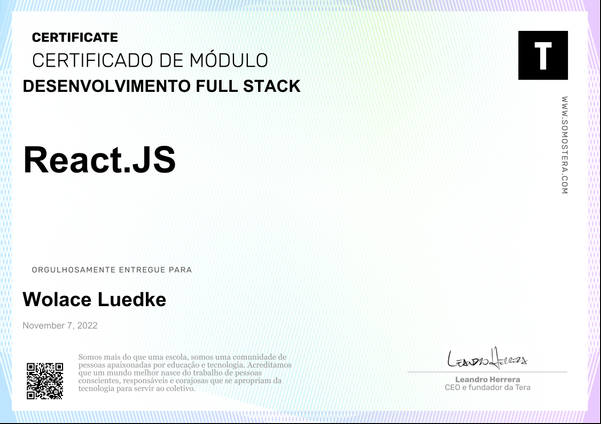 CERTIFICATE
CERTIFICADO DE MÓDULO
DESENVOLVIMENTO FULL STACK
T
WWW.SOMOSTERA.COM
React.JS
ORGULHOSAMENTE ENTREGUE PARA
Wolace Luedke
November 7, 2022
Somos mais do que uma escola, somos uma comunidade de
pessoas apaixonadas por educação e tecnologia. Acreditamos
que um mundo melhor nasce do trabalho de pessoas
conscientes, responsáveis e corajosas que se apropriam da
tecnologia para servir ao coletivo.
Leandro Herrera
Leandro Herrera
CEO e fundador da Tera